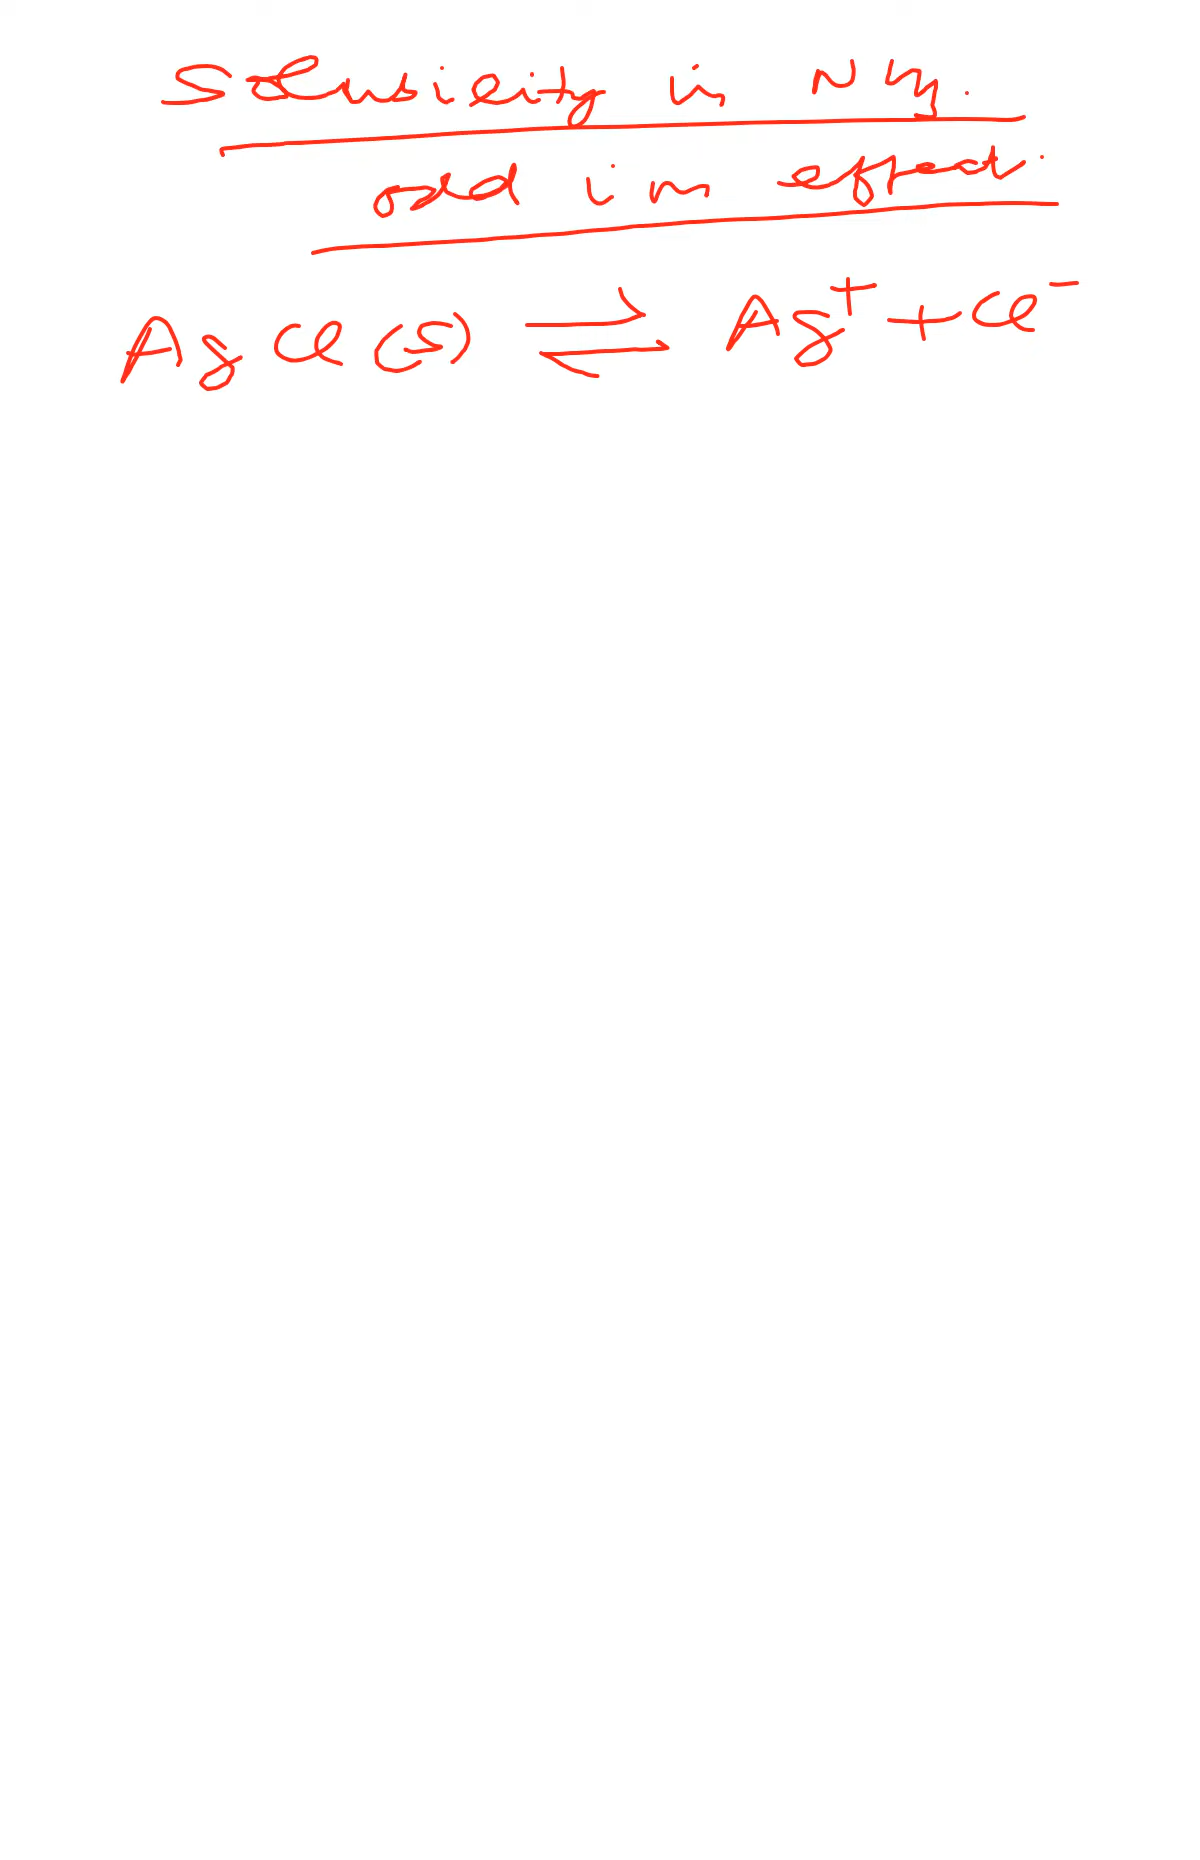 Solubility in NH3.
odd ion effect.
AgCl(s) ⇌ Ag⁺ + Cl⁻